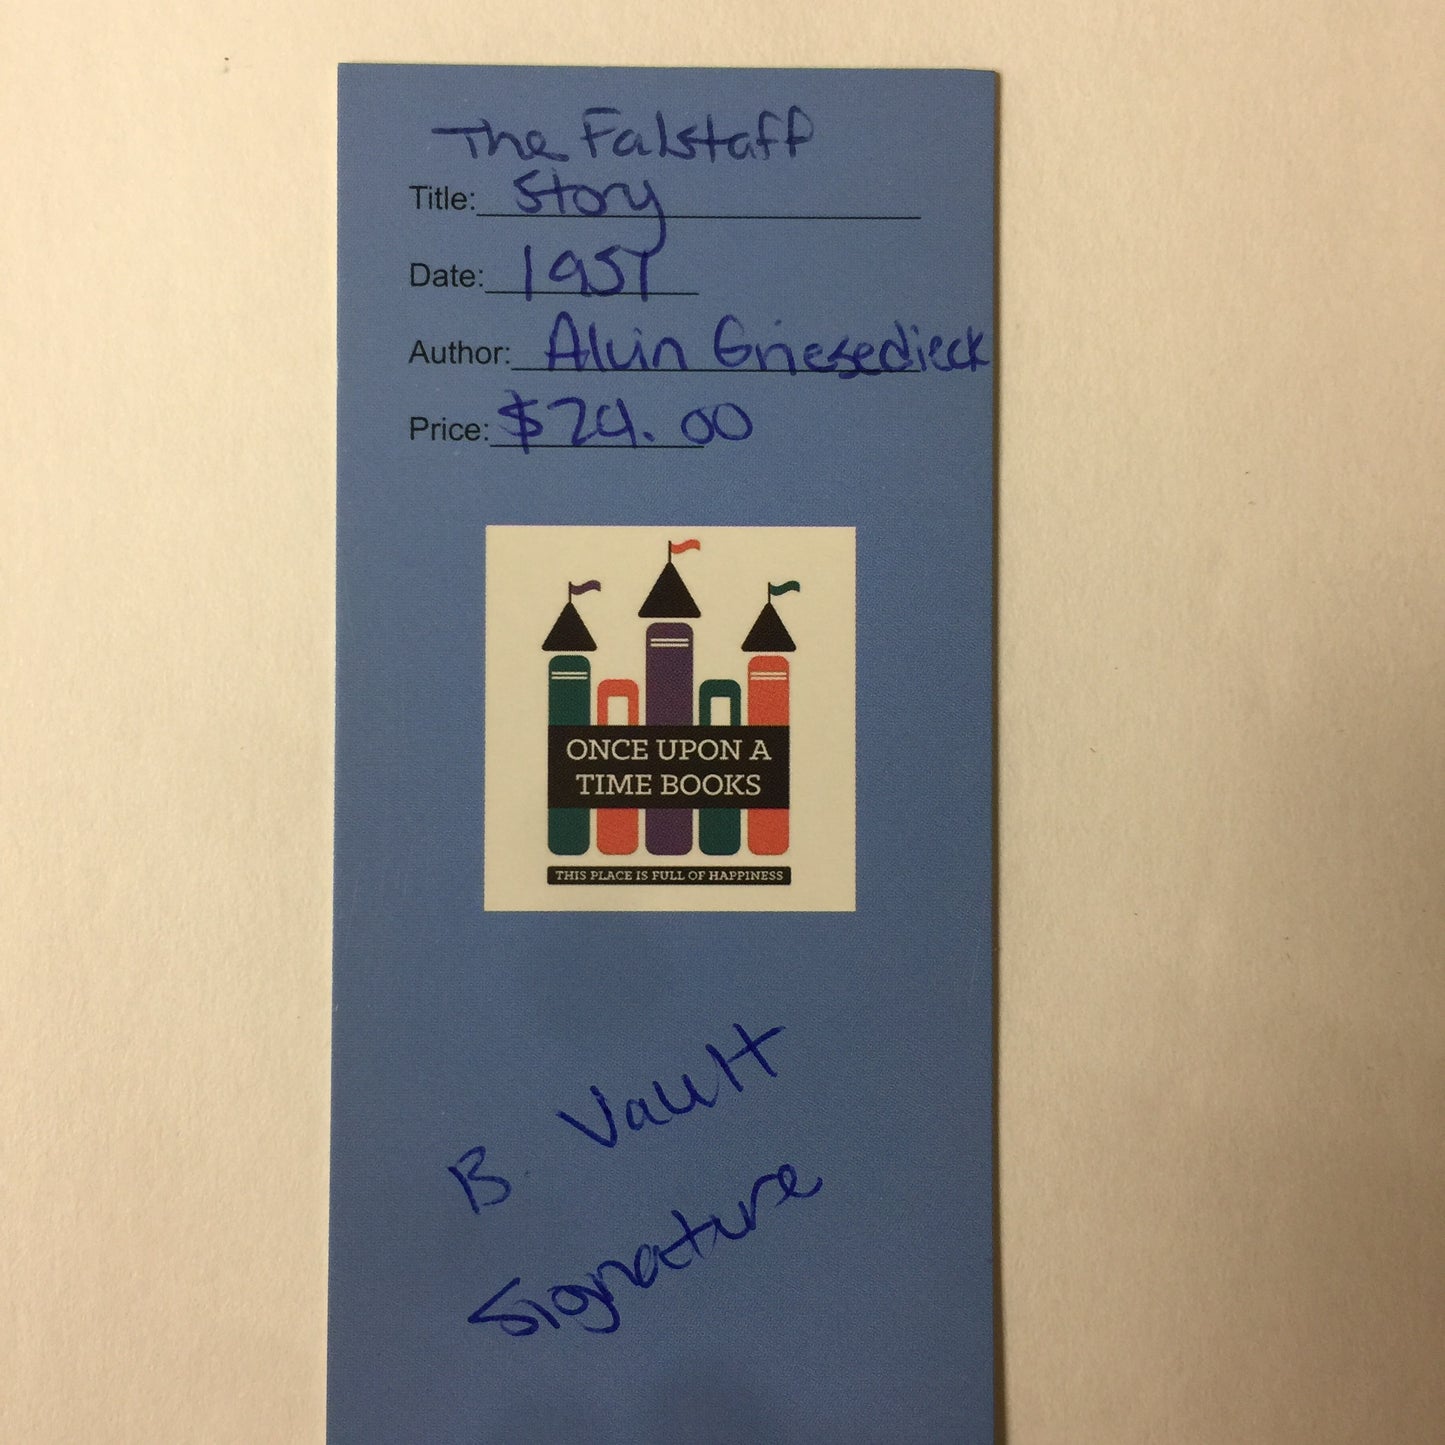 The Falstaff
Title: Story
Date: 1951
Author: Alvin Griesedieck
Price: $24.00
ONCE UPON A
TIME BOOKS
THIS PLACE IS FULL OF HAPPINESS
B. Vault
Signature